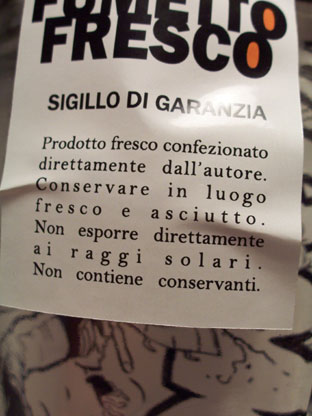 FUMETTO
FRESCO
SIGILLO DI GARANZIA
Prodotto fresco confezionato
direttamente dall'autore.
Conservare in luogo
fresco e asciutto.
Non esporre direttamente
ai raggi solari.
Non contiene conservanti.